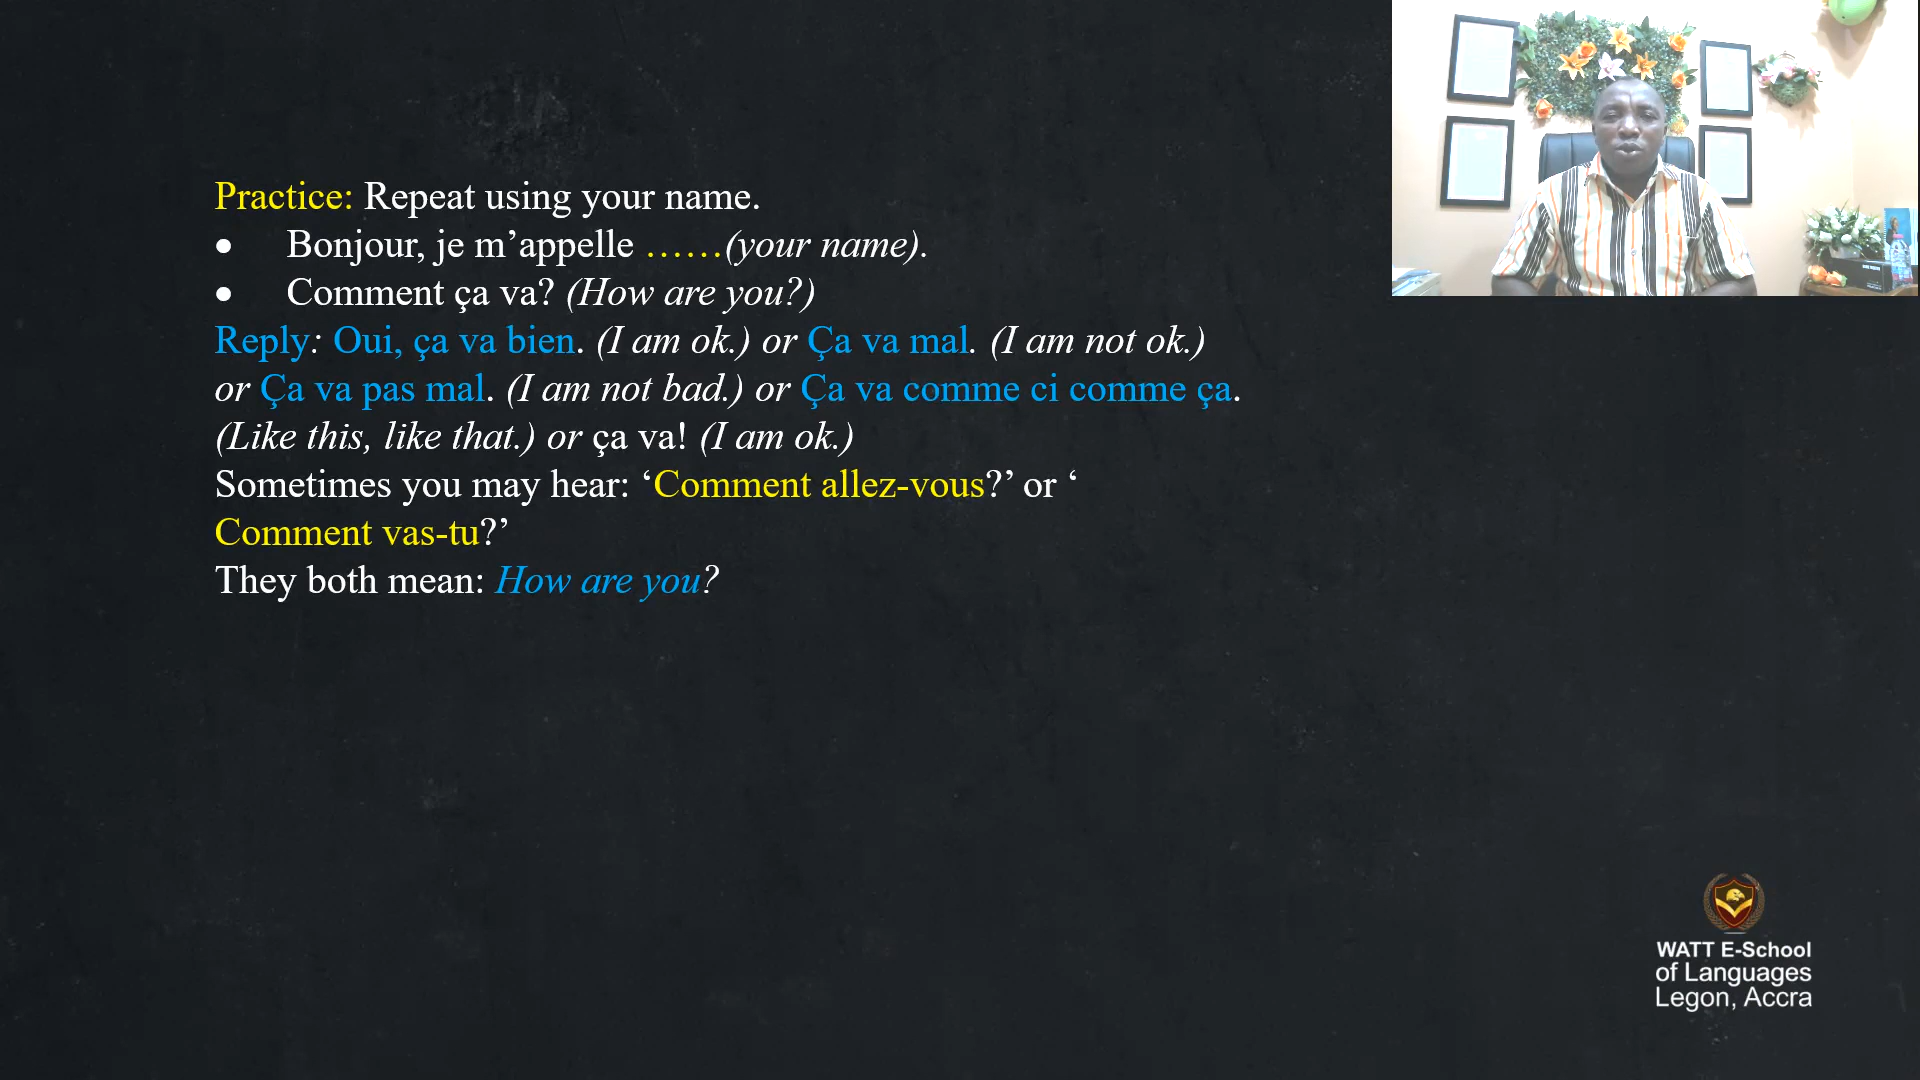 Practice: Repeat using your name.
• Bonjour, je m’appelle ……(your name).
• Comment ça va? (How are you?)
Reply: Oui, ça va bien. (I am ok.) or Ça va mal. (I am not ok.)
or Ça va pas mal. (I am not bad.) or Ça va comme ci comme ça.
(Like this, like that.) or ça va! (I am ok.)
Sometimes you may hear: ‘Comment allez-vous?’ or ‘
Comment vas-tu?’
They both mean: How are you?
WATT E-School
of Languages
Legon, Accra